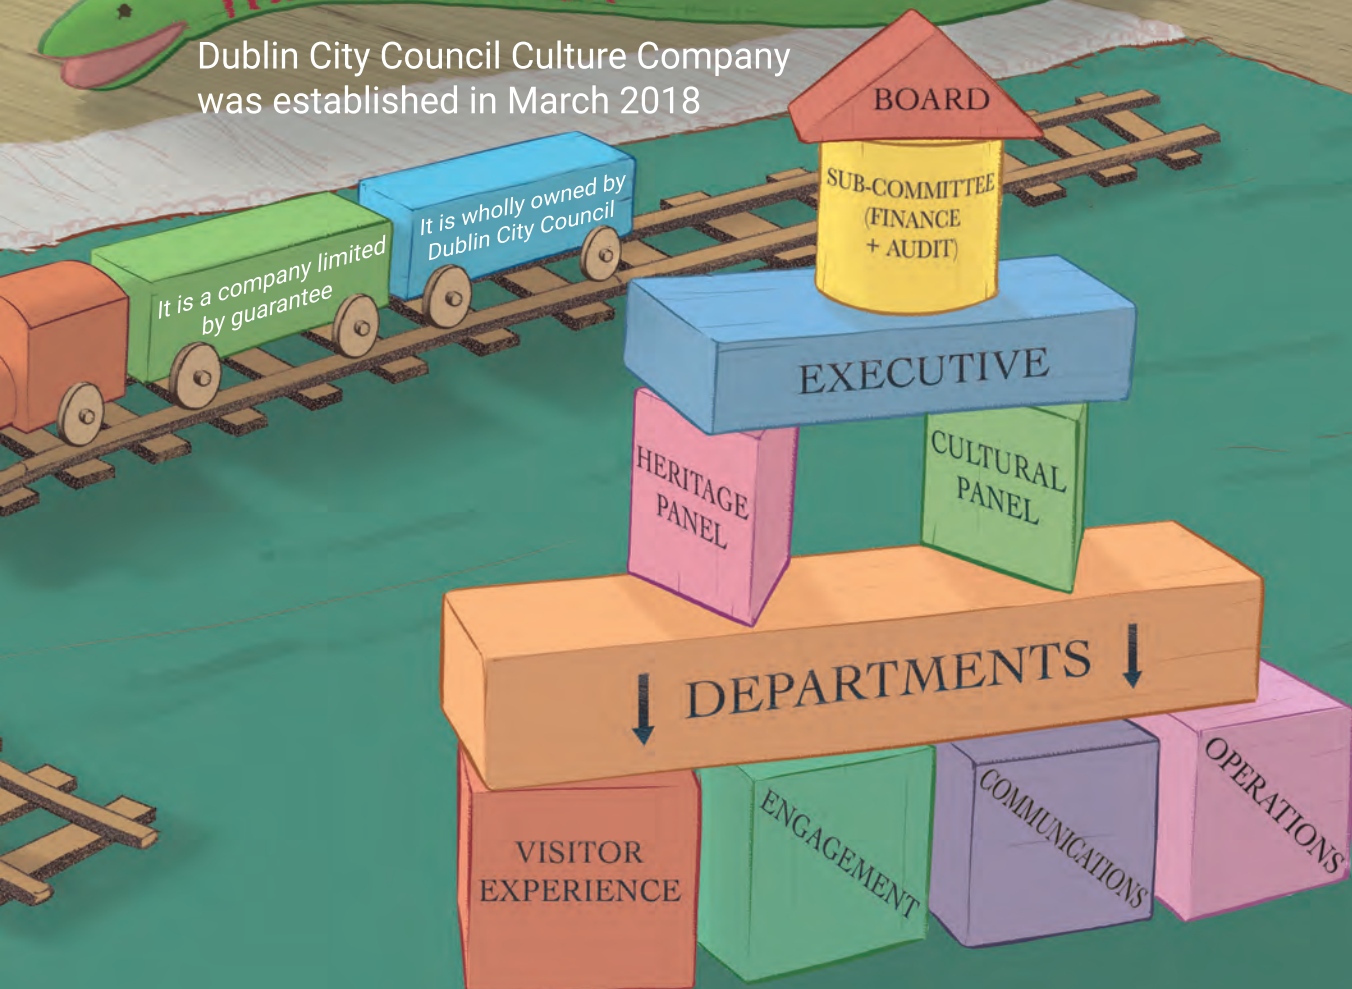 Dublin City Council Culture Company
was established in March 2018
It is a company limited
by guarantee
It is wholly owned by
Dublin City Council
BOARD
SUB-COMMITTEE
(FINANCE
+ AUDIT)
EXECUTIVE
HERITAGE
PANEL
CULTURAL
PANEL
DEPARTMENTS
VISITOR
EXPERIENCE
ENGAGEMENT
COMMUNICATIONS
OPERATIONS